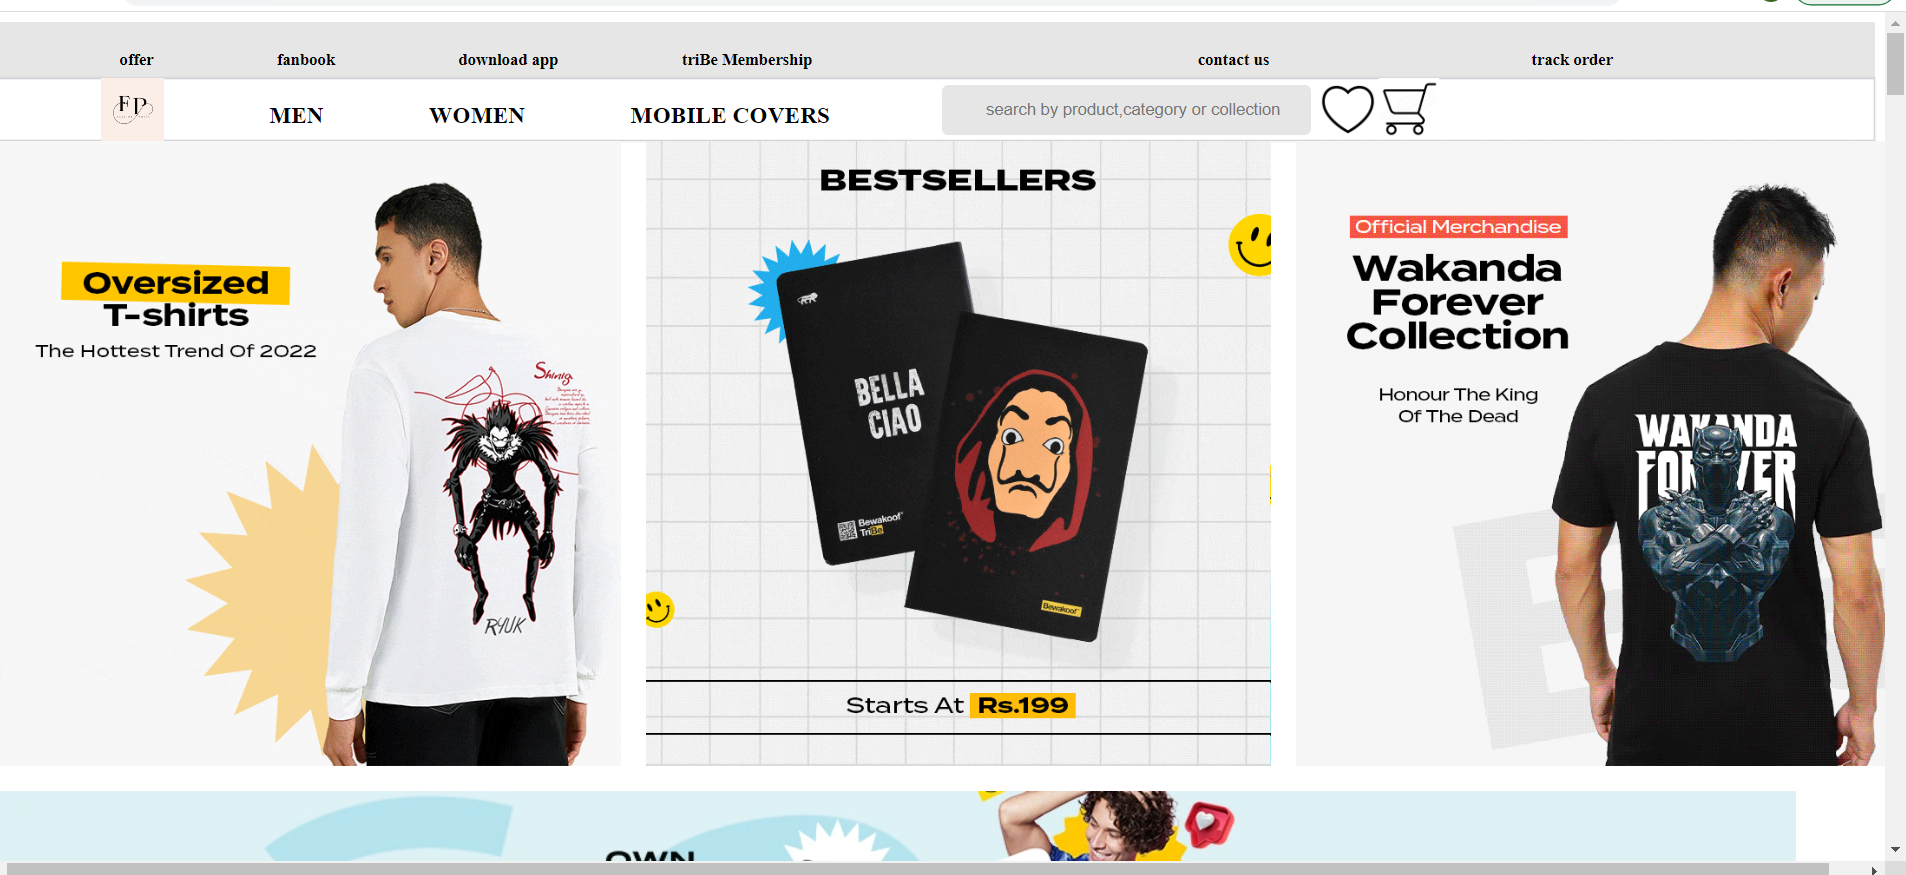 offer fanbook download app triBe Membership contact us track order
FP
MEN WOMEN MOBILE COVERS search by product,category or collection
Oversized
T-shirts
The Hottest Trend Of 2022
Shinig
RYUK
BESTSELLERS
BELLA
CIAO
Bewakoof
TriBe
Bewakoof
Starts At Rs.199
Official Merchandise
Wakanda
Forever
Collection
Honour The King
Of The Dead
WAKANDA
FOREVER
OWN